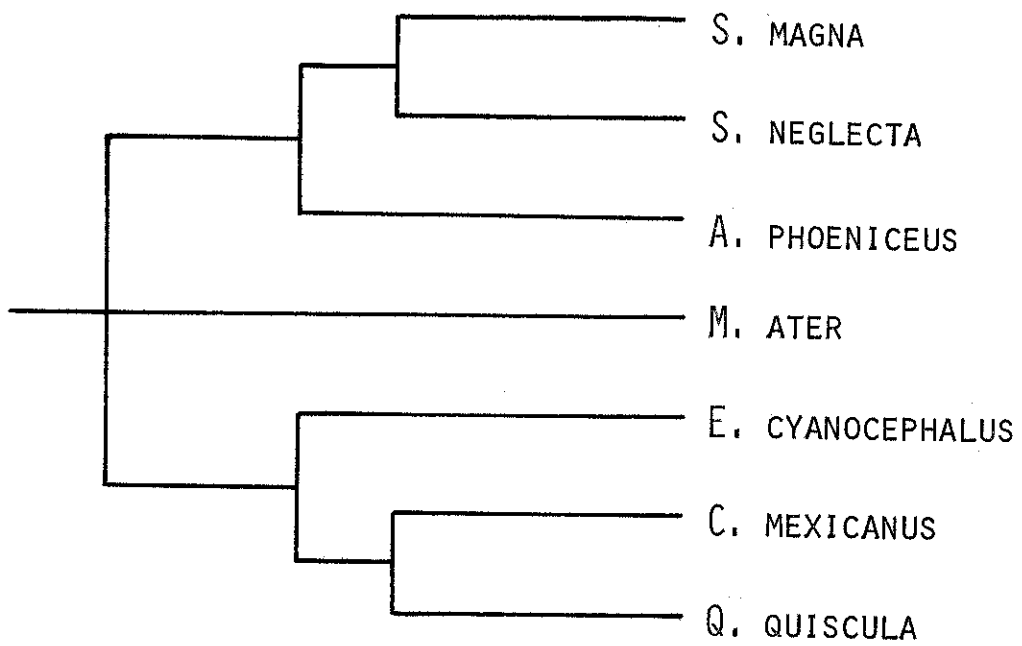 S. MAGNA
S. NEGLECTA
A. PHOENICEUS
M. ATER
E. CYANOCEPHALUS
C. MEXICANUS
Q. QUISCULA